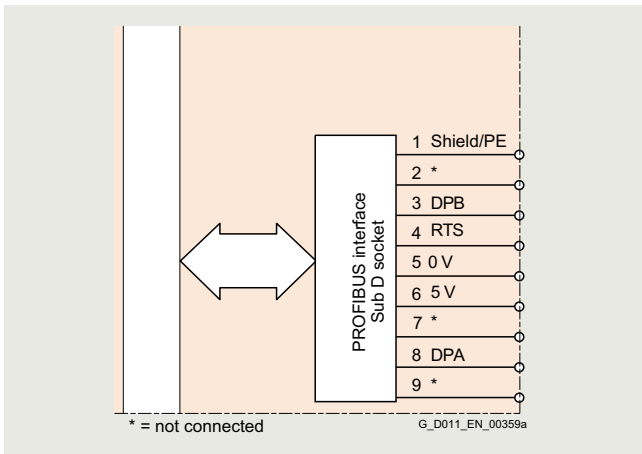 1 Shield/PE
2 *
3 DPB
4 RTS
5 0 V
6 5 V
7 *
8 DPA
9 *
PROFIBUS interface
Sub D socket
* = not connected
G_D011_EN_00359a